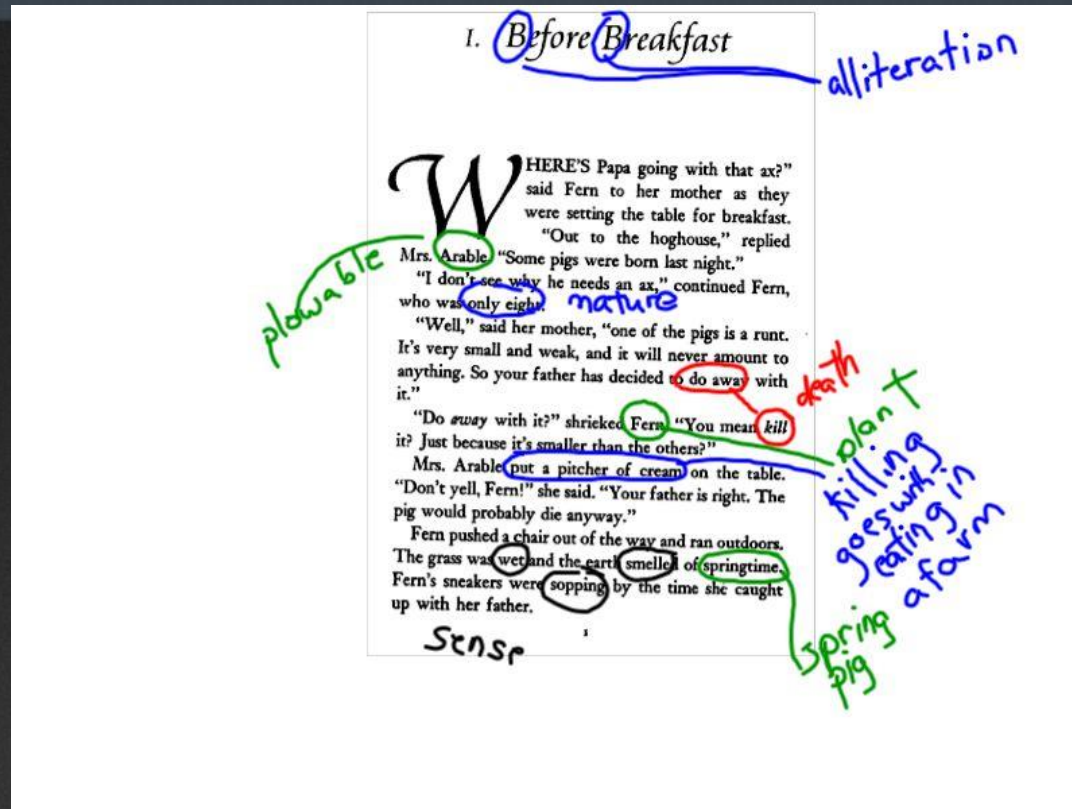 I. Before Breakfast
alliteration
WHERE'S Papa going with that ax?"
said Fern to her mother as they
were setting the table for breakfast.
"Out to the hoghouse," replied
Mrs. Arable. "Some pigs were born last night."
plowable
"I don't see why he needs an ax," continued Fern,
who was only eight.
nature
"Well," said her mother, "one of the pigs is a runt.
It's very small and weak, and it will never amount to
anything. So your father has decided to do away with
it."
death
"Do away with it?" shrieked Fern. "You mean kill
it? Just because it's smaller than the others?"
plant
Mrs. Arable put a pitcher of cream on the table.
"Don't yell, Fern!" she said. "Your father is right. The
pig would probably die anyway."
killing
goes with
eating in
a farm
Fern pushed a chair out of the way and ran outdoors.
The grass was wet and the earth smelled of springtime.
Fern's sneakers were sopping by the time she caught
up with her father.
spring
pig
sense
1